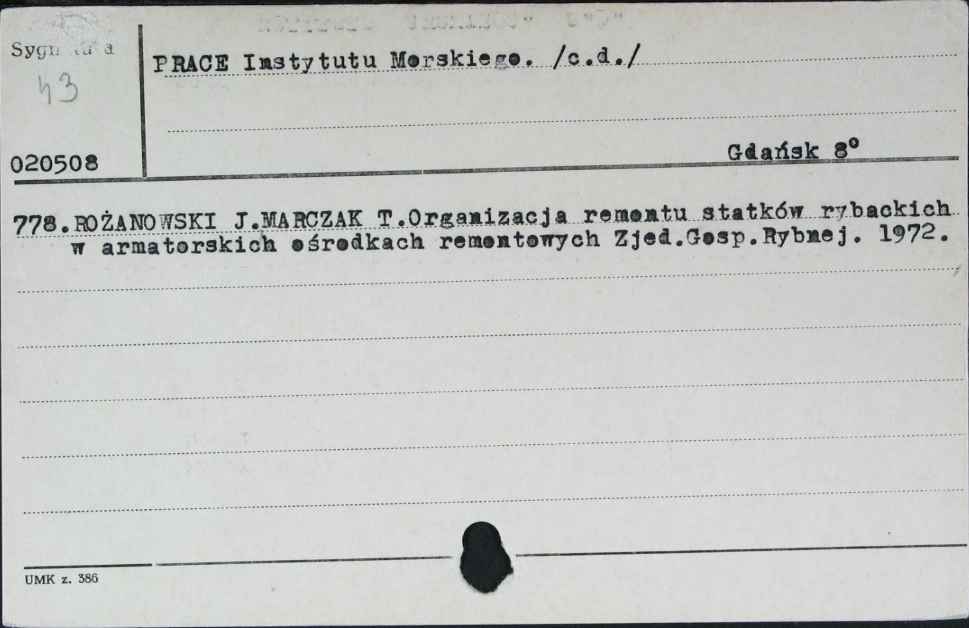 Sygnatura
43
PRACE Instytutu Morskiego. /c.d./
020508
Gdańsk 8°
778.ROŻANOWSKI J.MARCZAK T.Organizacja remontu statków rybackich
w armatorskich ośrodkach remontowych Zjed.Gosp.Rybnej. 1972.
UMK z. 386